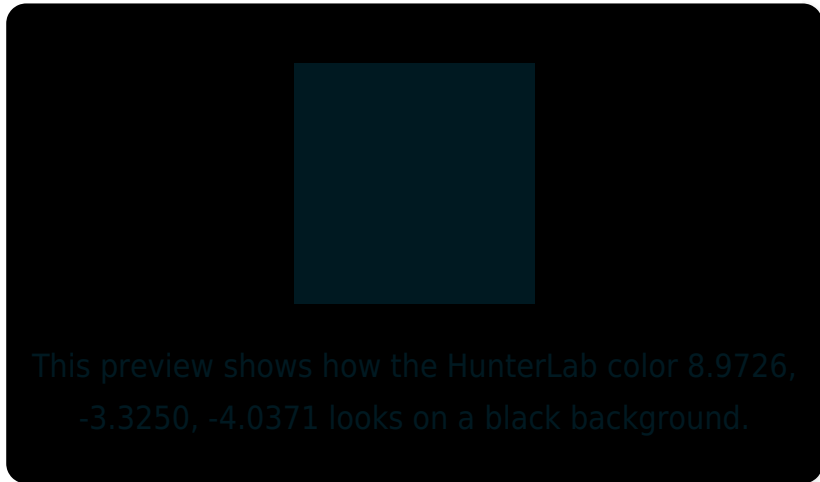 This preview shows how the HunterLab color 8.9726,
-3.3250, -4.0371 looks on a black background.